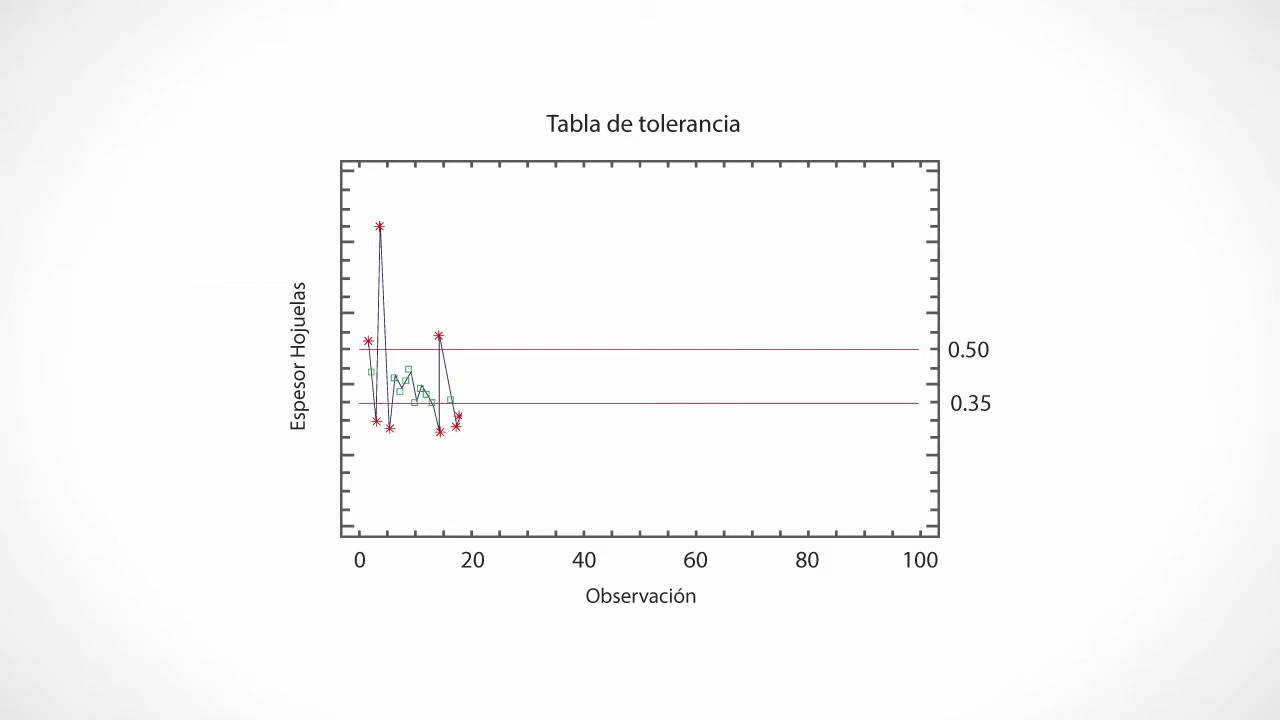 Tabla de tolerancia
Espesor Hojuelas
0.50
0.35
0 20 40 60 80 100
Observación